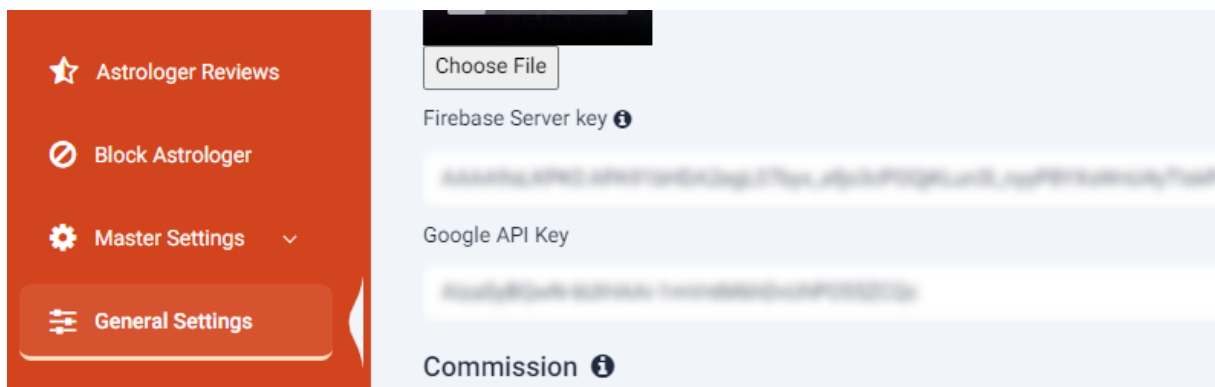 Astrologer Reviews
Block Astrologer
Master Settings
General Settings
Choose File
Firebase Server key
Google API Key
Commission